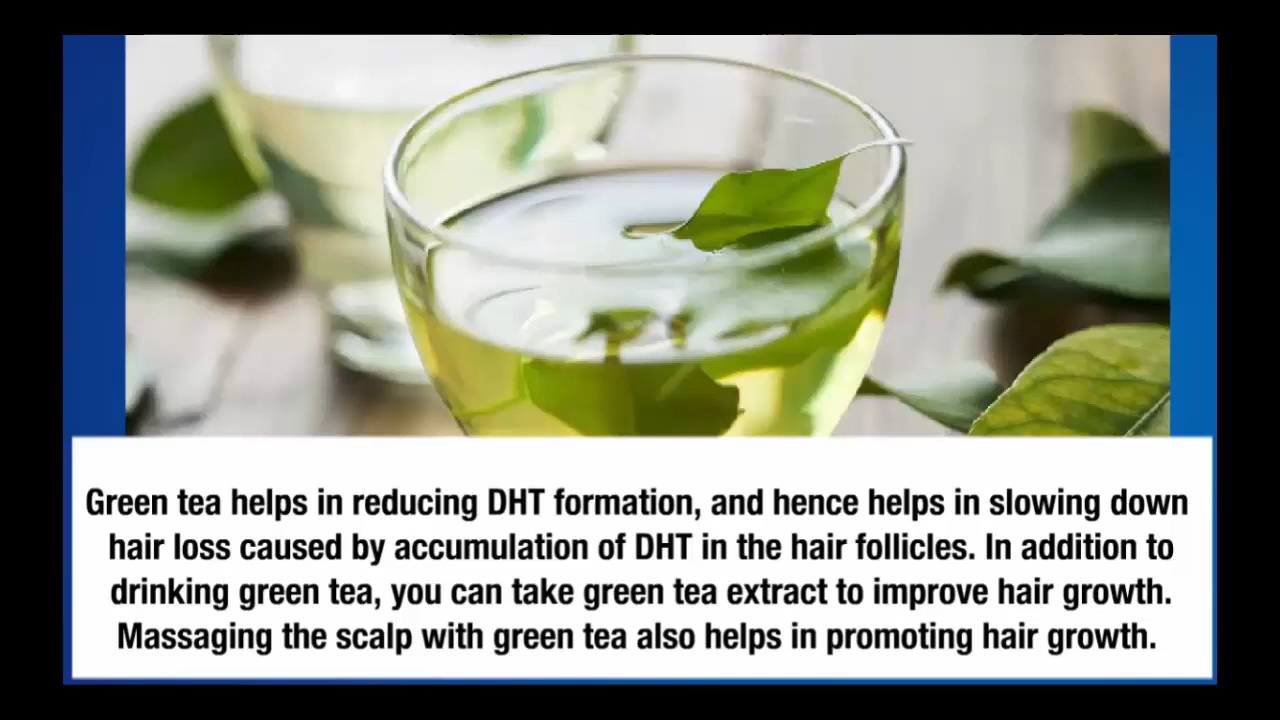 Green tea helps in reducing DHT formation, and hence helps in slowing down
hair loss caused by accumulation of DHT in the hair follicles. In addition to
drinking green tea, you can take green tea extract to improve hair growth.
Massaging the scalp with green tea also helps in promoting hair growth.